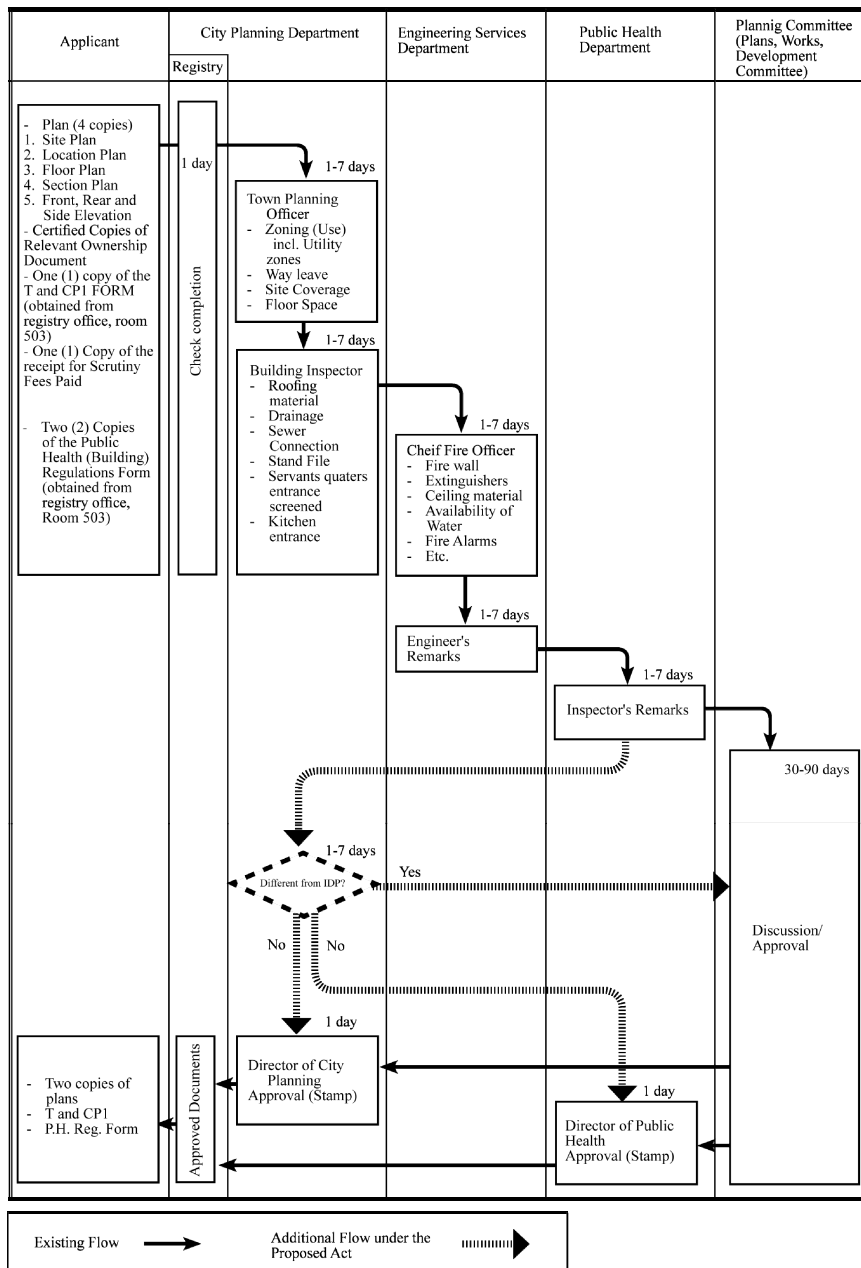 Applicant
City Planning Department
Registry
Engineering Services
Department
Public Health
Department
Plannig Committee
(Plans, Works,
Development
Committee)
- Plan (4 copies)
1. Site Plan
2. Location Plan
3. Floor Plan
4. Section Plan
5. Front, Rear and
Side Elevation
- Certified Copies of
Relevant Ownership
Document
- One (1) copy of the
T and CP1 FORM
(obtained from
registry office, room
503)
- One (1) Copy of the
receipt for Scrutiny
Fees Paid
- Two (2) Copies
of the Public
Health (Building)
Regulations Form
(obtained from
registry office,
Room 503)
1 day
Check completion
1-7 days
Town Planning
Officer
- Zoning (Use)
incl. Utility
zones
- Way leave
- Site Coverage
- Floor Space
1-7 days
Building Inspector
- Roofing
material
- Drainage
- Sewer
Connection
- Stand File
- Servants quaters
entrance
screened
- Kitchen
entrance
1-7 days
Cheif Fire Officer
- Fire wall
- Extinguishers
- Ceiling material
- Availability of
Water
- Fire Alarms
- Etc.
1-7 days
Engineer's
Remarks
1-7 days
Inspector's Remarks
30-90 days
1-7 days
Different from IDP?
Yes
Discussion/
Approval
No
No
1 day
Director of City
Planning
Approval (Stamp)
1 day
Director of Public
Health
Approval (Stamp)
Approved Documents
- Two copies of
plans
- T and CP1
- P.H. Reg. Form
Existing Flow
Additional Flow under the
Proposed Act